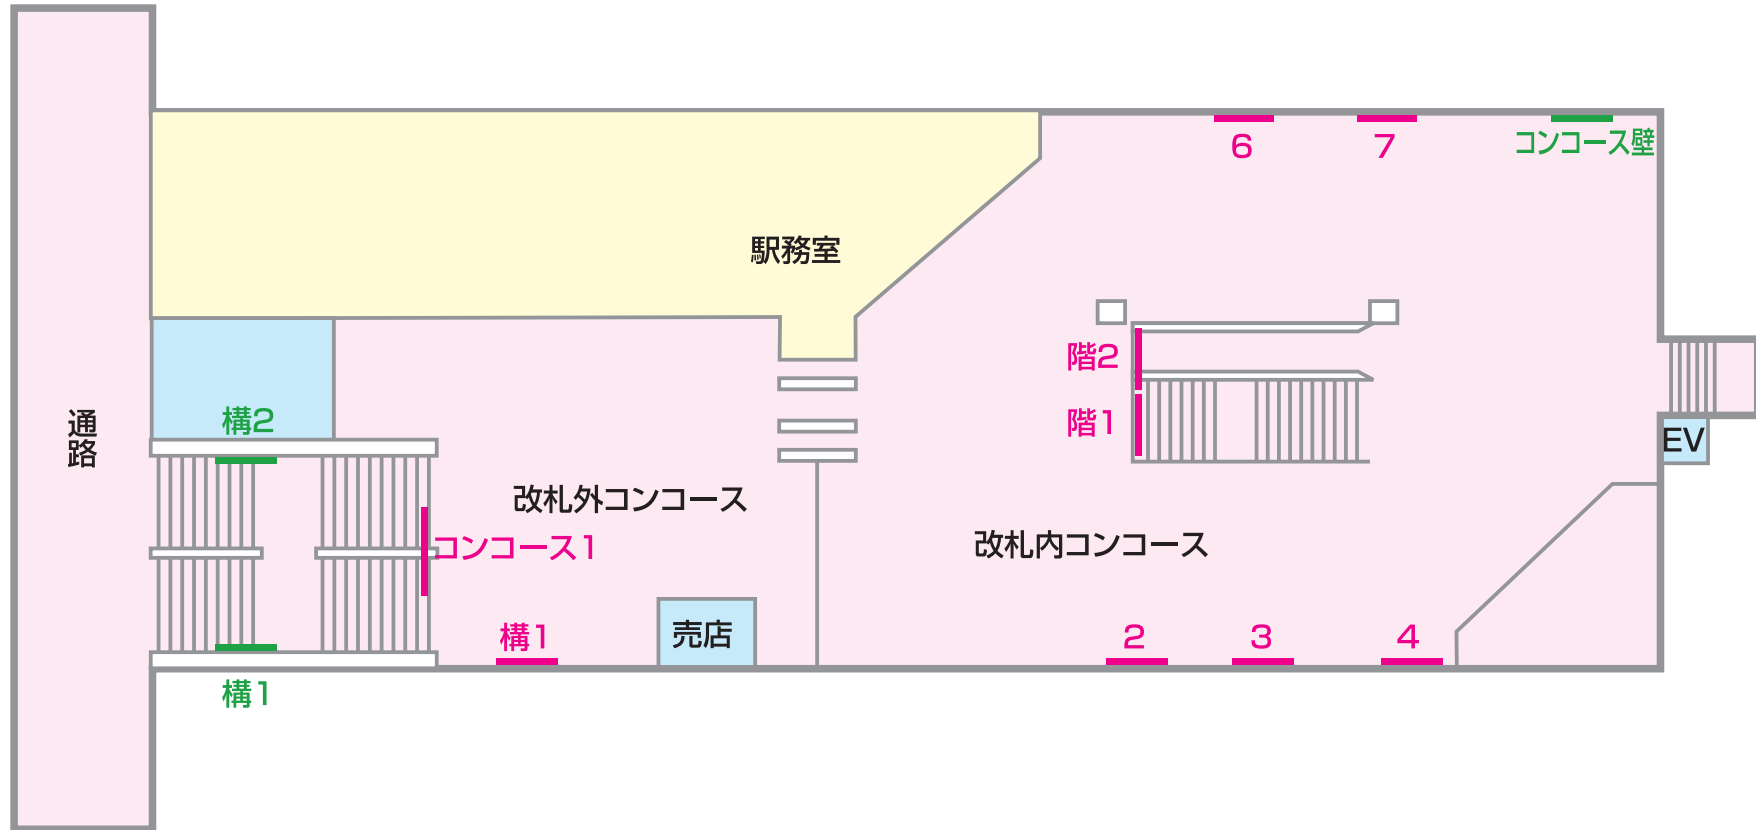 6
7
コンコース壁
駅務室
階2
階1
通路
構2
EV
改札外コンコース
コンコース1
改札内コンコース
構1
売店
2
3
4
構1